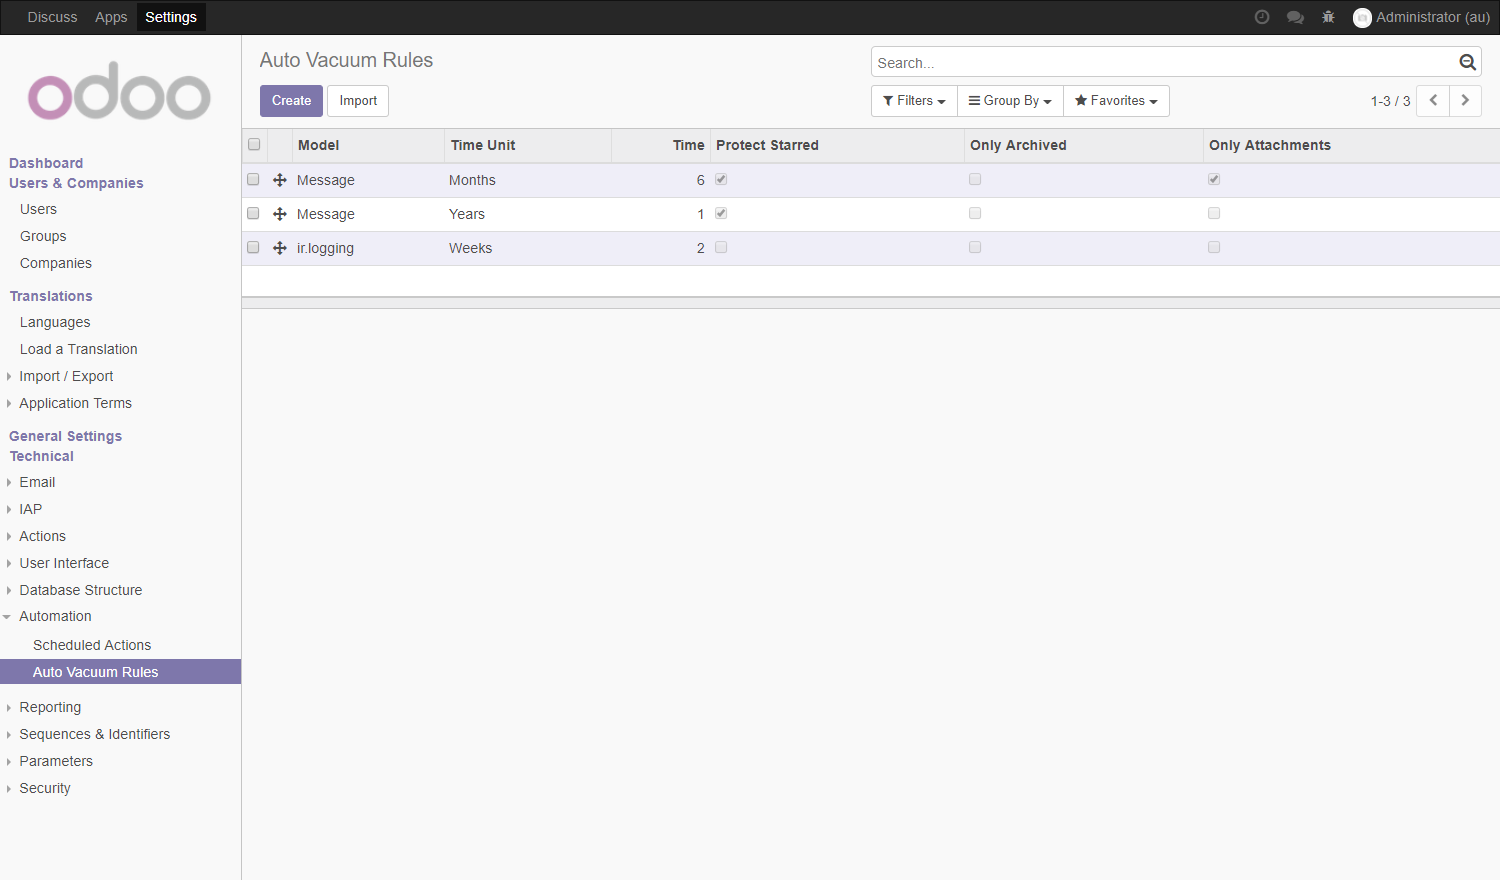 Discuss Apps Settings Administrator (au)
odoo
Dashboard
Users & Companies
Users
Groups
Companies
Translations
Languages
Load a Translation
Import / Export
Application Terms
General Settings
Technical
Email
IAP
Actions
User Interface
Database Structure
Automation
Scheduled Actions
Auto Vacuum Rules
Reporting
Sequences & Identifiers
Parameters
Security
Auto Vacuum Rules
Search...
Create Import Filters Group By Favorites 1-3 / 3
Model Time Unit Time Protect Starred Only Archived Only Attachments
Message Months 6
Message Years 1
ir.logging Weeks 2